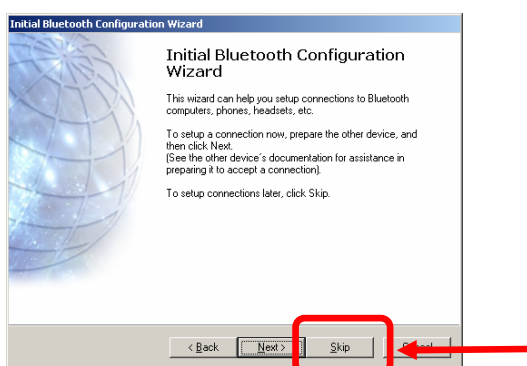 Initial Bluetooth Configuration Wizard
Initial Bluetooth Configuration
Wizard
This wizard can help you setup connections to Bluetooth
computers, phones, headsets, etc.
To setup a connection now, prepare the other device, and
then click Next.
(See the other device's documentation for assistance in
preparing it to accept a connection).
To setup connections later, click Skip.
< Back Next > Skip